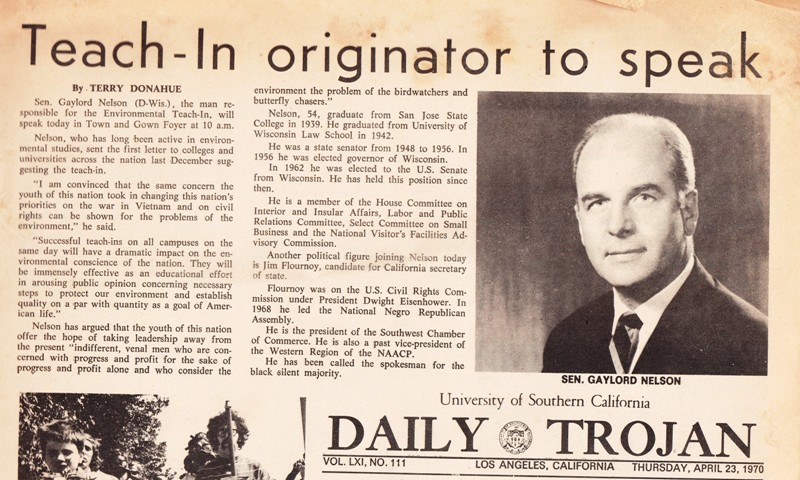 Teach-In originator to speak
By TERRY DONAHUE
Sen. Gaylord Nelson (D-Wis.), the man re-
sponsible for the Environmental Teach-In, will
speak today in Town and Gown Foyer at 10 a.m.
Nelson, who has long been active in environ-
mental studies, sent the first letter to colleges and
universities across the nation last December sug-
gesting the teach-in.
"I am convinced that the same concern the
youth of this nation took in changing this nation's
priorities on the war in Vietnam and on civil
rights can be shown for the problems of the
environment," he said.
"Successful teach-ins on all campuses on the
same day will have a dramatic impact on the en-
vironmental conscience of the nation. They will
be immensely effective as an educational effort
in arousing public opinion concerning necessary
steps to protect our environment and establish
quality on a par with quantity as a goal of Amer-
ican life."
Nelson has argued that the youth of this nation
offer the hope of taking leadership away from
the present "indifferent, venal men who are con-
cerned with progress and profit for the sake of
progress and profit alone and who consider the
environment the problem of the birdwatchers and
butterfly chasers."
Nelson, 54, graduate from San Jose State
College in 1939. He graduated from University of
Wisconsin Law School in 1942.
He was a state senator from 1948 to 1956. In
1956 he was elected governor of Wisconsin.
In 1962 he was elected to the U.S. Senate
from Wisconsin. He has held this position since
then.
He is a member of the House Committee on
Interior and Insular Affairs, Labor and Public
Relations Committee, Select Committee on Small
Business and the National Visitor's Facilities Ad-
visory Commission.
Another political figure joining Nelson today
is Jim Flournoy, candidate for California secretary
of state.
Flournoy was on the U.S. Civil Rights Com-
mission under President Dwight Eisenhower. In
1968 he led the National Negro Republican
Assembly.
He is the president of the Southwest Chamber
of Commerce. He is also a past vice-president of
the Western Region of the NAACP.
He has been called the spokesman for the
black silent majority.
SEN. GAYLORD NELSON
University of Southern California
DAILY TROJAN
VOL. LXI, NO. 111 LOS ANGELES, CALIFORNIA THURSDAY, APRIL 23, 1970